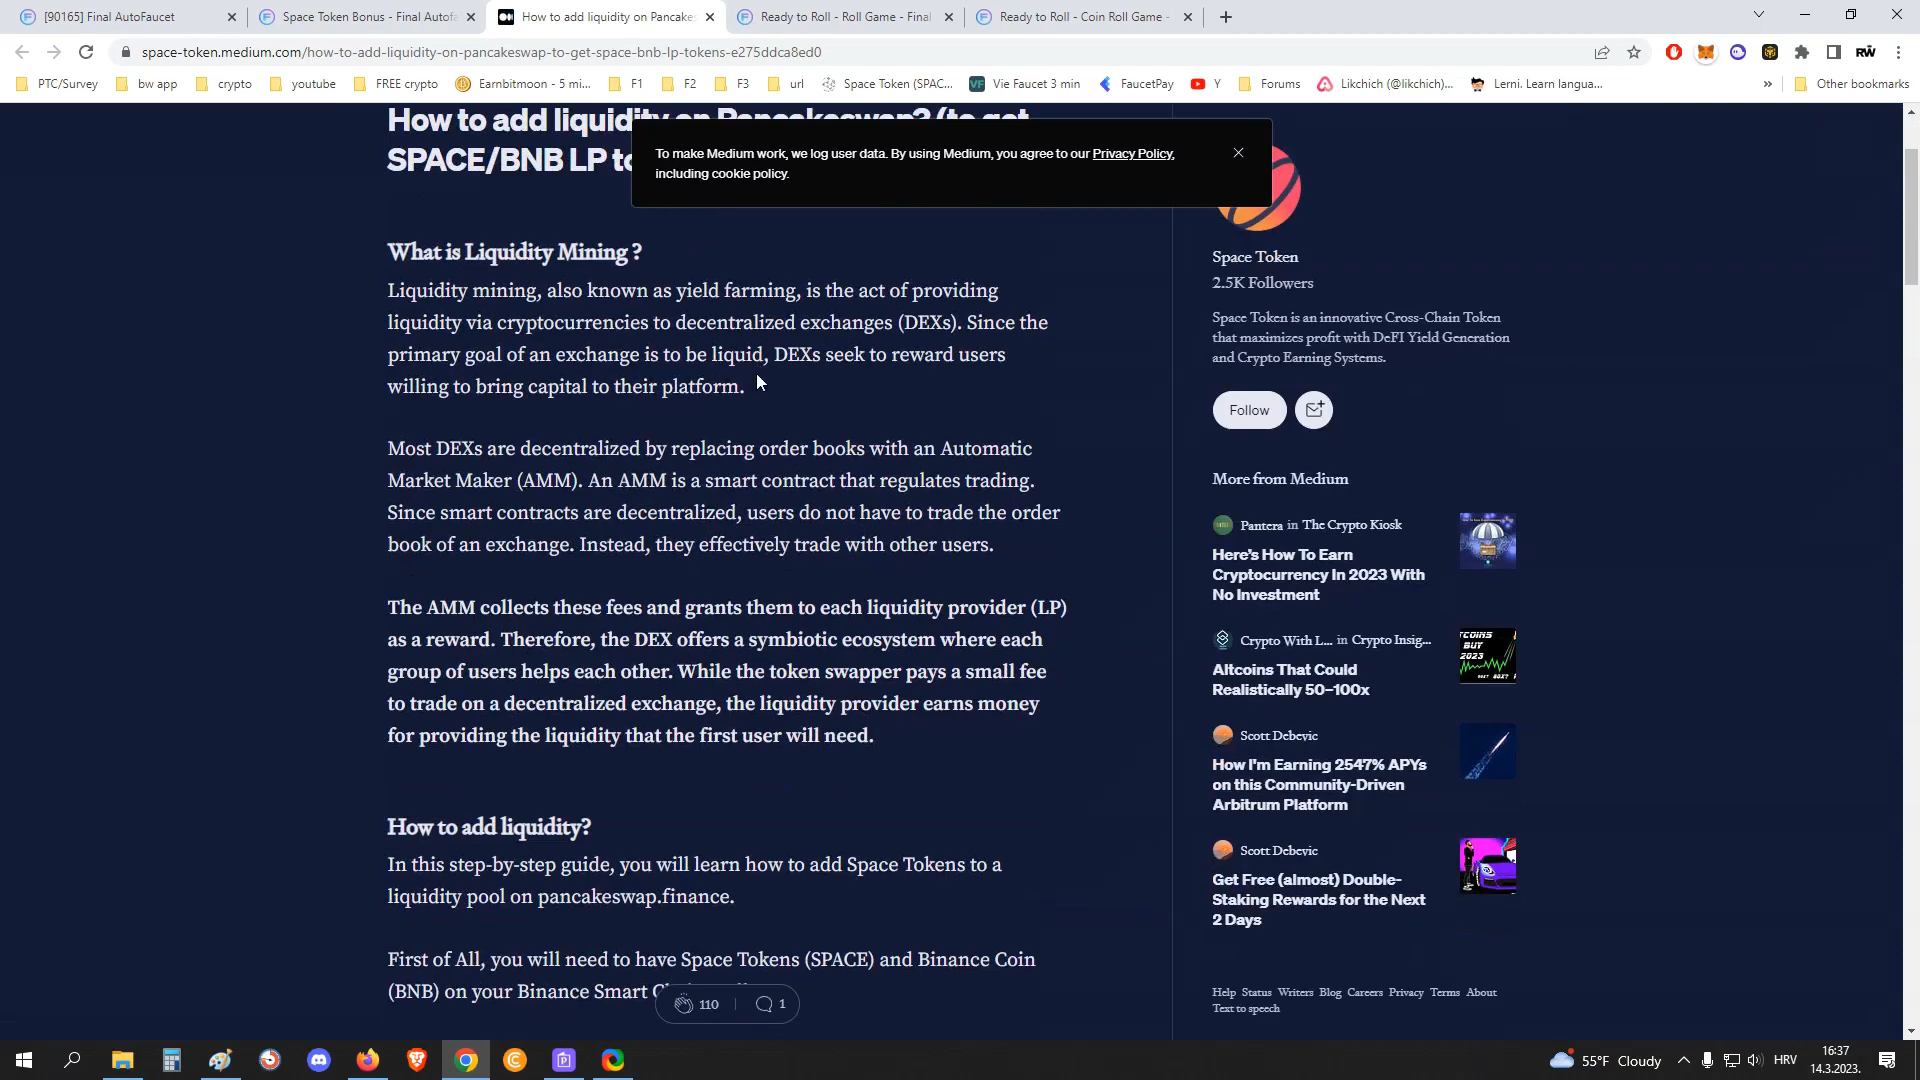 [90165] Final AutoFaucet
Space Token Bonus - Final Autofa
How to add liquidity on Pancakes
Ready to Roll - Roll Game - Final
Ready to Roll - Coin Roll Game -
space-token.medium.com/how-to-add-liquidity-on-pancakeswap-to-get-space-bnb-lp-tokens-e275ddca8ed0
PTC/Survey
bw app
crypto
youtube
FREE crypto
Earnbitmoon - 5 mi...
F1
F2
F3
url
Space Token (SPAC...
Vie Faucet 3 min
FaucetPay
Y
Forums
Likchich (@likchich)...
Lerni. Learn langua...
»
Other bookmarks
How to add liquidity on Pancakeswap? (to get
SPACE/BNB LP to
To make Medium work, we log user data. By using Medium, you agree to our Privacy Policy,
including cookie policy.
What is Liquidity Mining ?
Liquidity mining, also known as yield farming, is the act of providing
liquidity via cryptocurrencies to decentralized exchanges (DEXs). Since the
primary goal of an exchange is to be liquid, DEXs seek to reward users
willing to bring capital to their platform.
Most DEXs are decentralized by replacing order books with an Automatic
Market Maker (AMM). An AMM is a smart contract that regulates trading.
Since smart contracts are decentralized, users do not have to trade the order
book of an exchange. Instead, they effectively trade with other users.
The AMM collects these fees and grants them to each liquidity provider (LP)
as a reward. Therefore, the DEX offers a symbiotic ecosystem where each
group of users helps each other. While the token swapper pays a small fee
to trade on a decentralized exchange, the liquidity provider earns money
for providing the liquidity that the first user will need.
How to add liquidity?
In this step-by-step guide, you will learn how to add Space Tokens to a
liquidity pool on pancakeswap.finance.
First of All, you will need to have Space Tokens (SPACE) and Binance Coin
(BNB) on your Binance Smart
110
1
Space Token
2.5K Followers
Space Token is an innovative Cross-Chain Token
that maximizes profit with DeFI Yield Generation
and Crypto Earning Systems.
Follow
More from Medium
Pantera in The Crypto Kiosk
Here's How To Earn
Cryptocurrency In 2023 With
No Investment
Crypto With L... in Crypto Insig...
Altcoins That Could
Realistically 50–100x
Scott Debevic
How I'm Earning 2547% APYs
on this Community-Driven
Arbitrum Platform
Scott Debevic
Get Free (almost) Double-
Staking Rewards for the Next
2 Days
Help Status Writers Blog Careers Privacy Terms About
Text to speech
55°F Cloudy
HRV
16:37
14.3.2023.